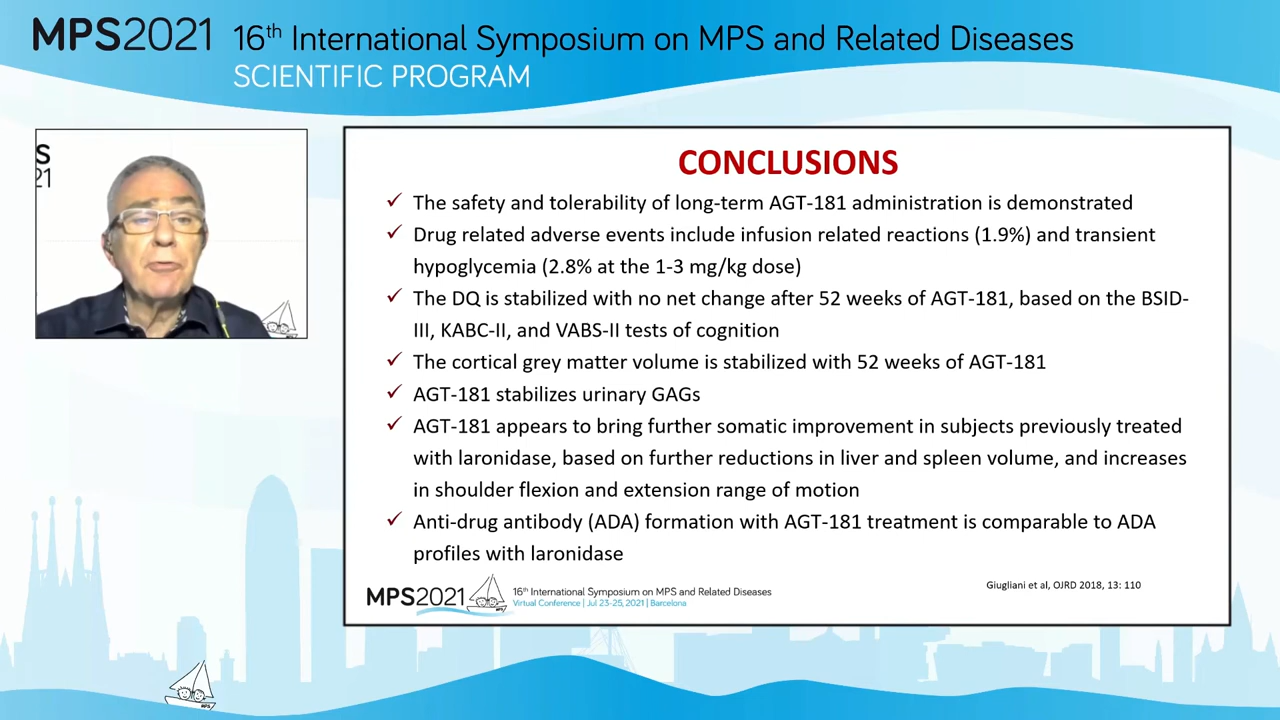 MPS2021 16th International Symposium on MPS and Related Diseases
SCIENTIFIC PROGRAM
S
21
CONCLUSIONS
✓ The safety and tolerability of long-term AGT-181 administration is demonstrated
✓ Drug related adverse events include infusion related reactions (1.9%) and transient
hypoglycemia (2.8% at the 1-3 mg/kg dose)
✓ The DQ is stabilized with no net change after 52 weeks of AGT-181, based on the BSID-
III, KABC-II, and VABS-II tests of cognition
✓ The cortical grey matter volume is stabilized with 52 weeks of AGT-181
✓ AGT-181 stabilizes urinary GAGs
✓ AGT-181 appears to bring further somatic improvement in subjects previously treated
with laronidase, based on further reductions in liver and spleen volume, and increases
in shoulder flexion and extension range of motion
✓ Anti-drug antibody (ADA) formation with AGT-181 treatment is comparable to ADA
profiles with laronidase
Giugliani et al, OJRD 2018, 13: 110
MPS2021
16th International Symposium on MPS and Related Diseases
Virtual Conference | Jul 23-25, 2021 | Barcelona
MPS